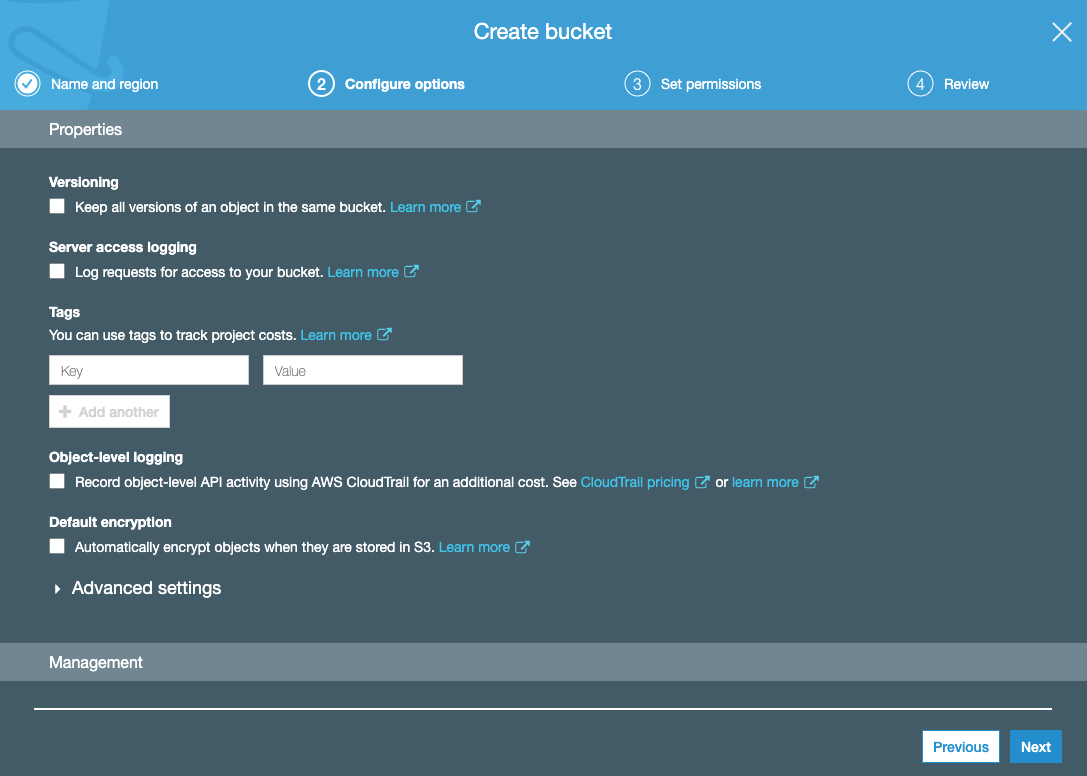 Create bucket
Name and region
2 Configure options
3 Set permissions
4 Review
Properties
Versioning
Keep all versions of an object in the same bucket. Learn more
Server access logging
Log requests for access to your bucket. Learn more
Tags
You can use tags to track project costs. Learn more
Key Value
+ Add another
Object-level logging
Record object-level API activity using AWS CloudTrail for an additional cost. See CloudTrail pricing or learn more
Default encryption
Automatically encrypt objects when they are stored in S3. Learn more
Advanced settings
Management
Previous Next